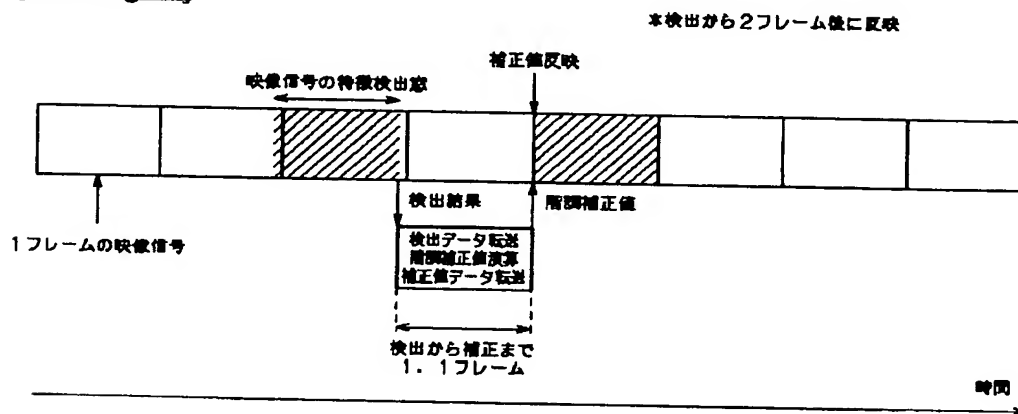 *検出から2フレーム後に反映
補正値反映
映像信号の特徴検出窓
検出結果
階調補正値
1フレームの映像信号
検出データ転送
階調補正値演算
補正値データ転送
検出から補正まで
1.1フレーム
時間